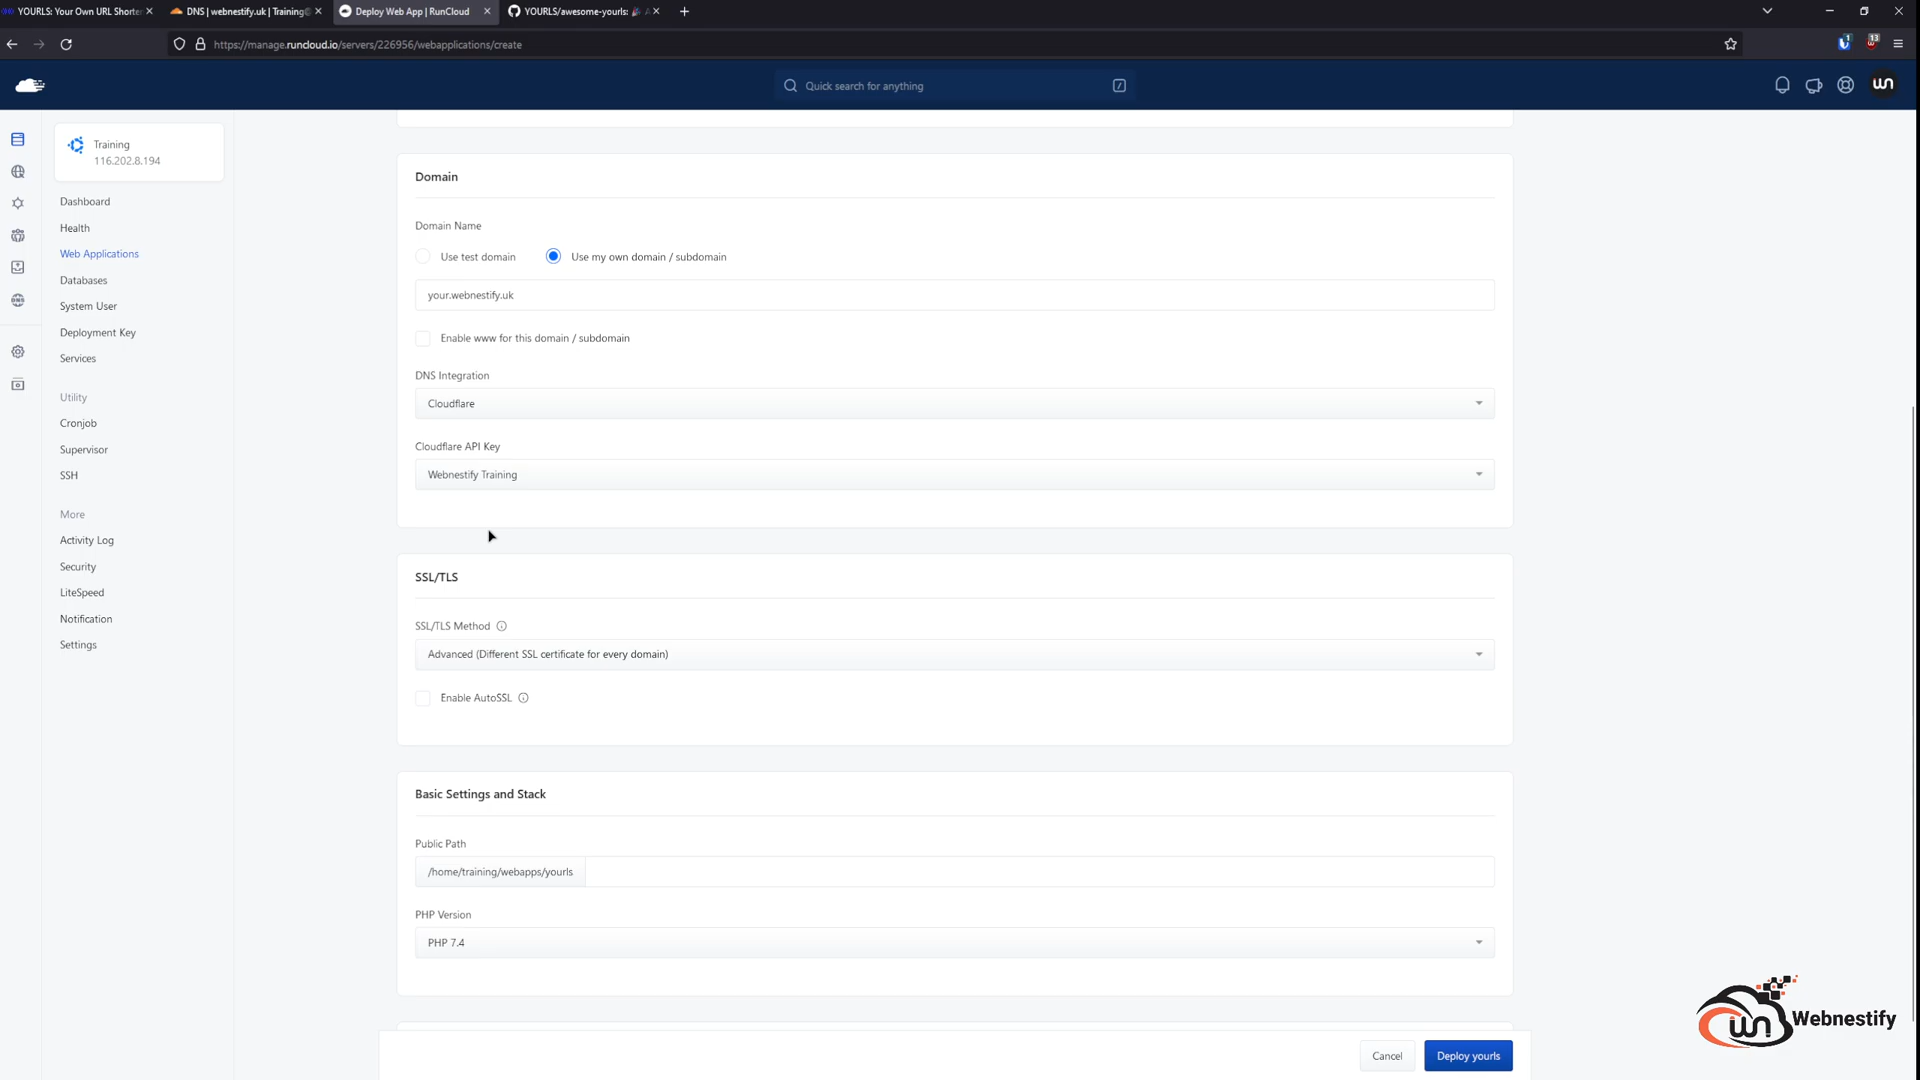 YOURLS: Your Own URL Shorte
DNS | webnestify.uk | Training
Deploy Web App | RunCloud
YOURLS/awesome-yourls:
https://manage.runcloud.io/servers/226956/webapplications/create
1
13
Quick search for anything
/
un
Training
116.202.8.194
Dashboard
Health
Web Applications
Databases
System User
Deployment Key
Services
Utility
Cronjob
Supervisor
SSH
More
Activity Log
Security
LiteSpeed
Notification
Settings
Domain
Domain Name
Use test domain
Use my own domain / subdomain
your.webnestify.uk
Enable www for this domain / subdomain
DNS Integration
Cloudflare
Cloudflare API Key
Webnestify Training
SSL/TLS
SSL/TLS Method
Advanced (Different SSL certificate for every domain)
Enable AutoSSL
Basic Settings and Stack
Public Path
/home/training/webapps/yourls
PHP Version
PHP 7.4
Cancel
Deploy yourls
un
Webnestify